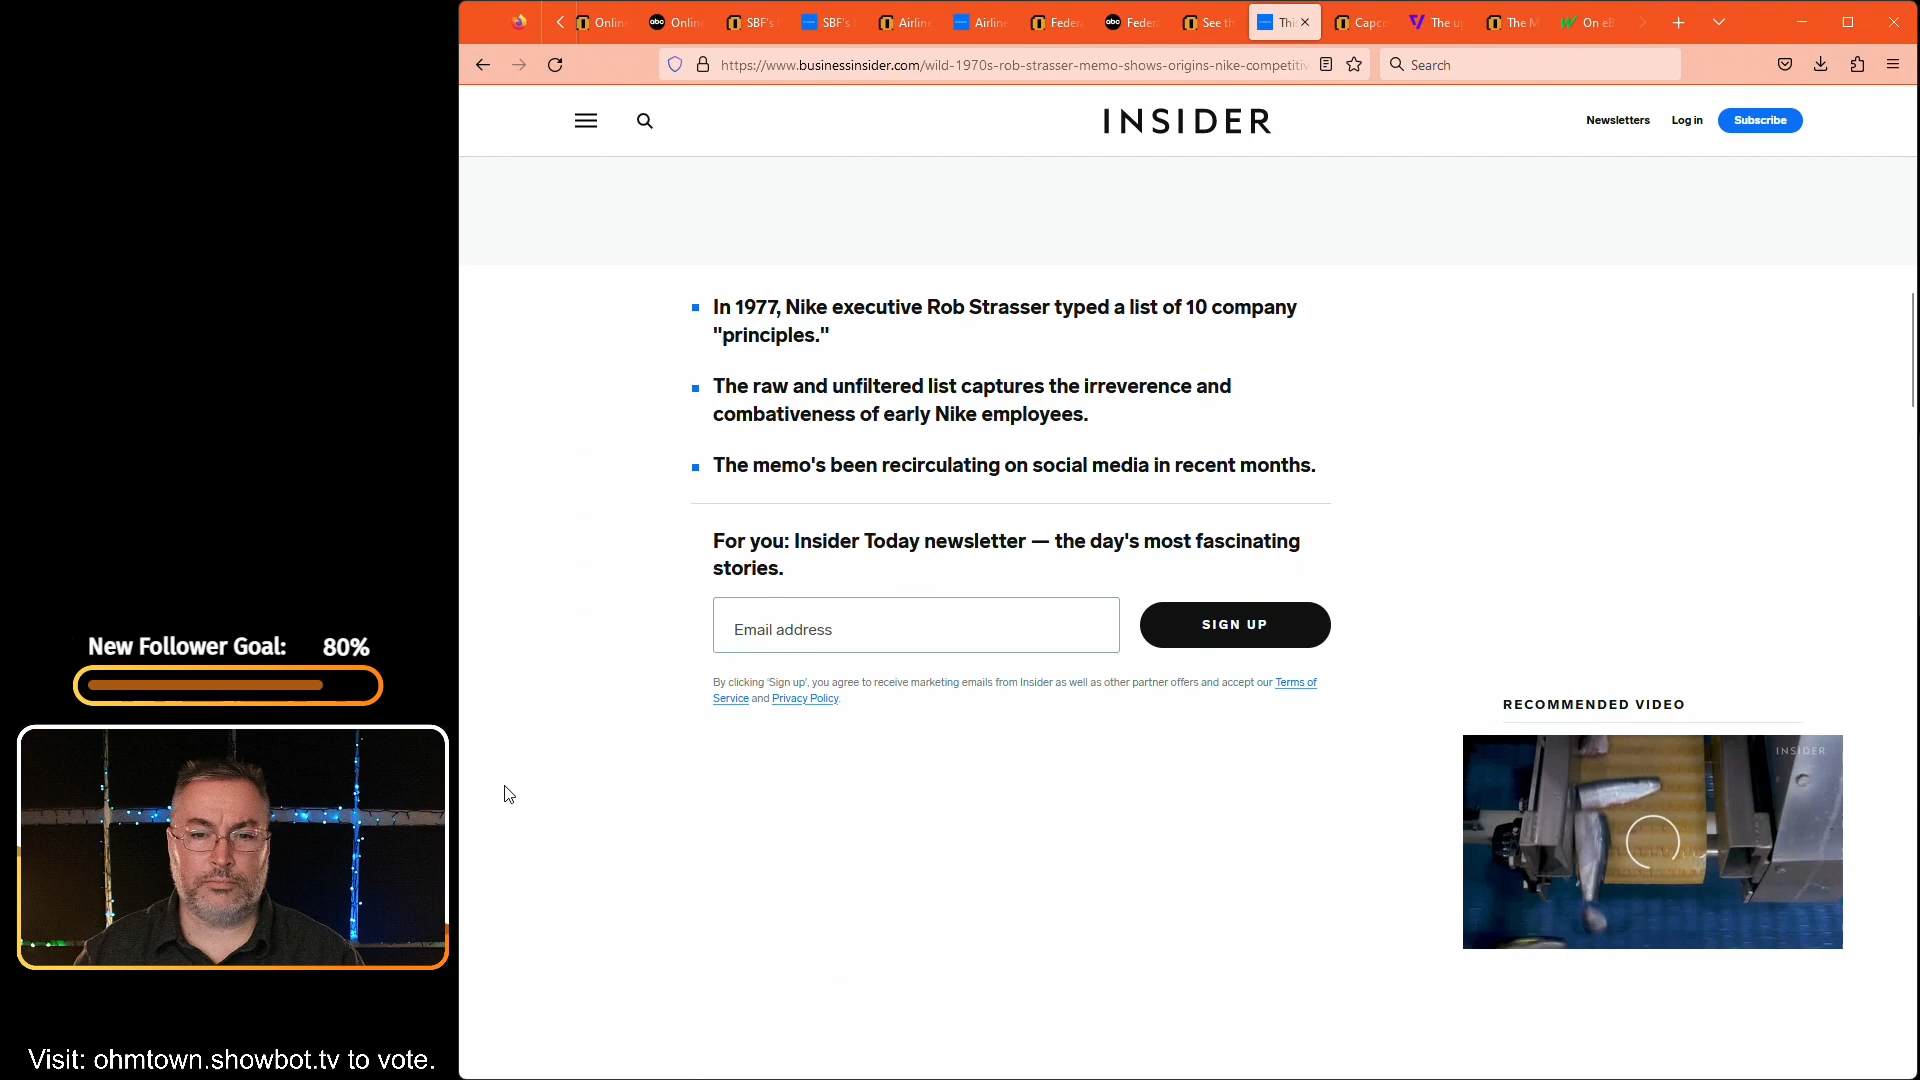 Onlin
abc
Onlin
SBF's
SBF's
Airline
Airline
Feder
abc
Feder
See th
Thi
Capc
The u
The M
On eB
https://www.businessinsider.com/wild-1970s-rob-strasser-memo-shows-origins-nike-competitiv
Search
INSIDER
Newsletters
Log in
Subscribe
In 1977, Nike executive Rob Strasser typed a list of 10 company
"principles."
The raw and unfiltered list captures the irreverence and
combativeness of early Nike employees.
The memo's been recirculating on social media in recent months.
For you: Insider Today newsletter — the day's most fascinating
stories.
Email address
SIGN UP
By clicking 'Sign up', you agree to receive marketing emails from Insider as well as other partner offers and accept our Terms of
Service and Privacy Policy.
RECOMMENDED VIDEO
INSIDER
New Follower Goal: 80%
Visit: ohmtown.showbot.tv to vote.